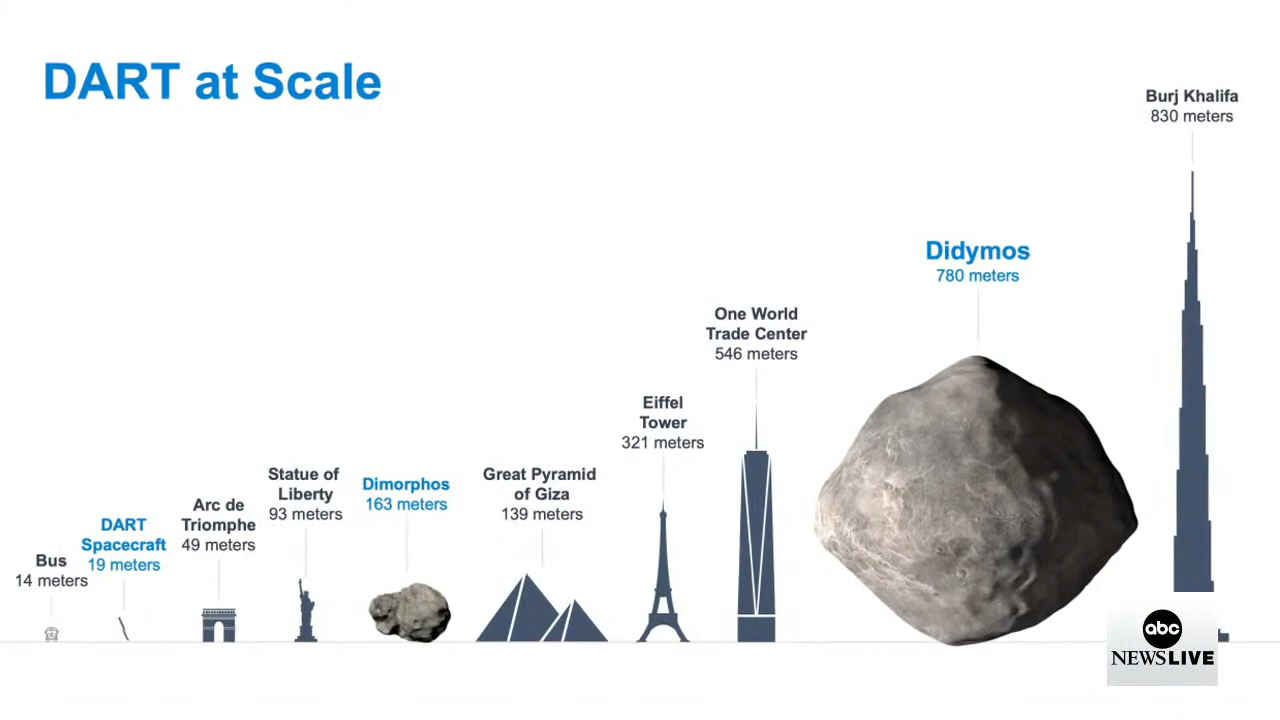 DART at Scale
Bus
14 meters
DART
Spacecraft
19 meters
Arc de
Triomphe
49 meters
Statue of
Liberty
93 meters
Dimorphos
163 meters
Great Pyramid
of Giza
139 meters
Eiffel
Tower
321 meters
One World
Trade Center
546 meters
Didymos
780 meters
Burj Khalifa
830 meters
abc
NEWSLIVE